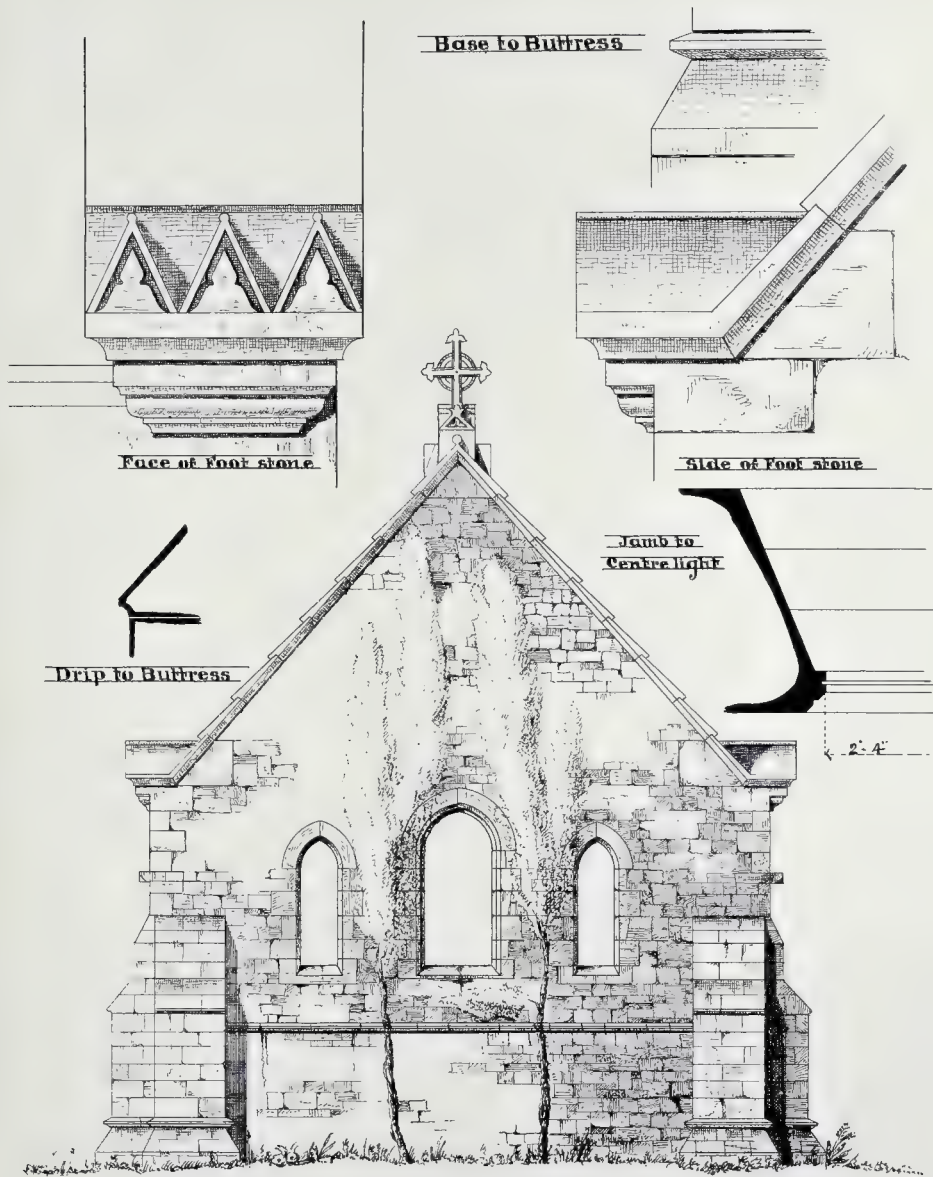 Base to Buttress
Face of Foot stone
Side of Foot stone
Jamb to
Centre light
Drip to Buttress
2'-4"